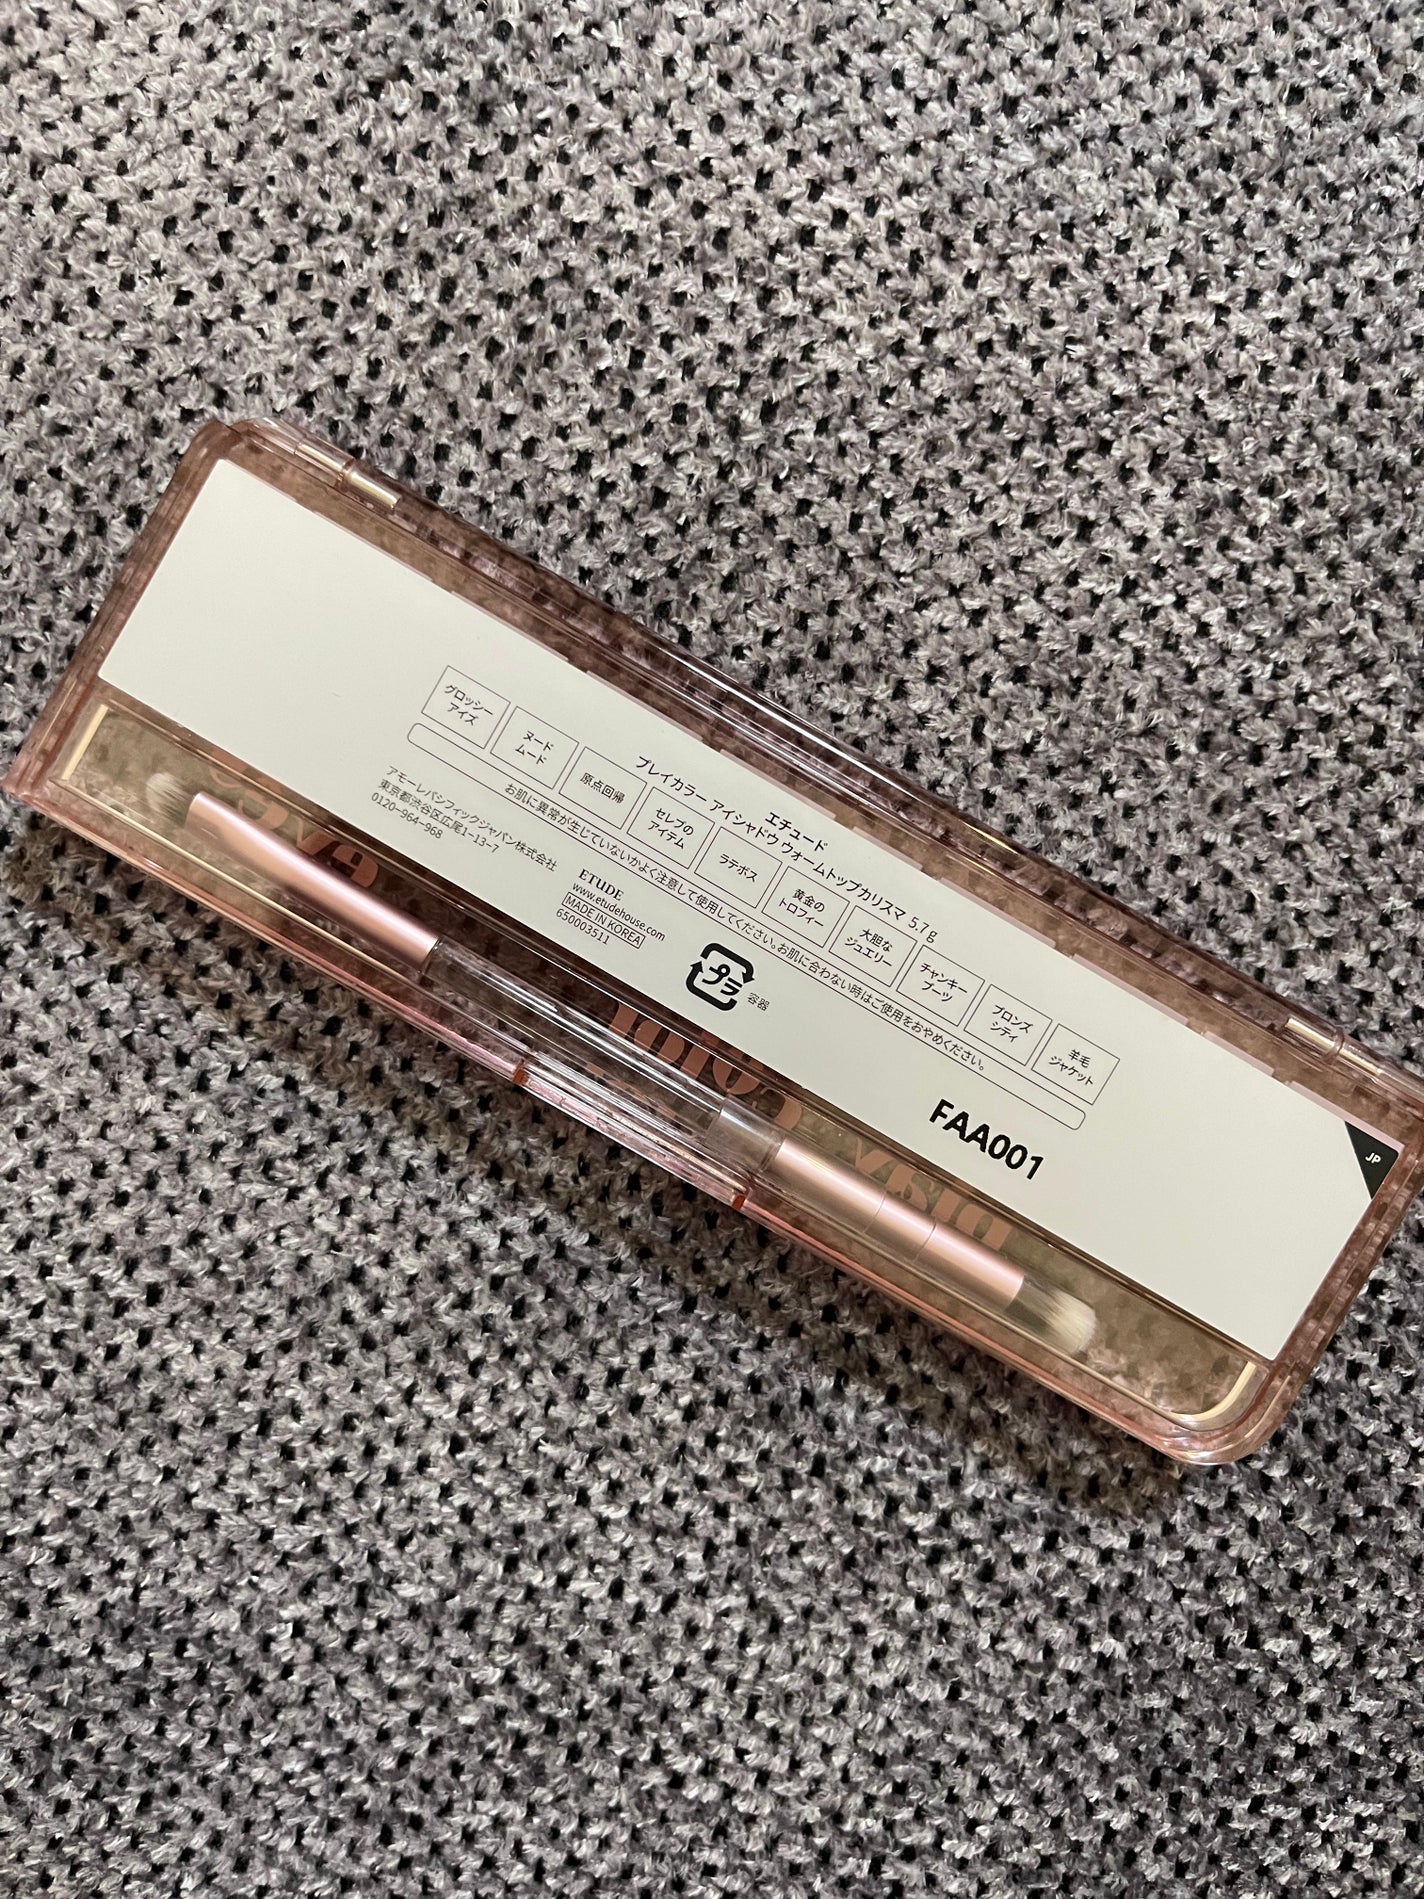 エチュード
プレイカラー アイシャドウ ウォームトップカリスマ 5.7g
グロッシー
アイズ
ヌード
ムード
原点回帰
セレブの
アイテム
ラテボス
黄金の
トロフィー
大胆な
ジュエリー
チャンキー
ブーツ
ブロンズ
シティ
羊毛
ジャケット
お肌に異常が生じていないかよく注意して使用してください。お肌に合わない時はご使用をおやめください。
アモーレパシフィックジャパン株式会社
東京都渋谷区広尾1-13-7
0120-964-968
ETUDE
www.etudehouse.com
MADE IN KOREA
650003511
プラ
容器
FAA001
JP
play
color
eyes